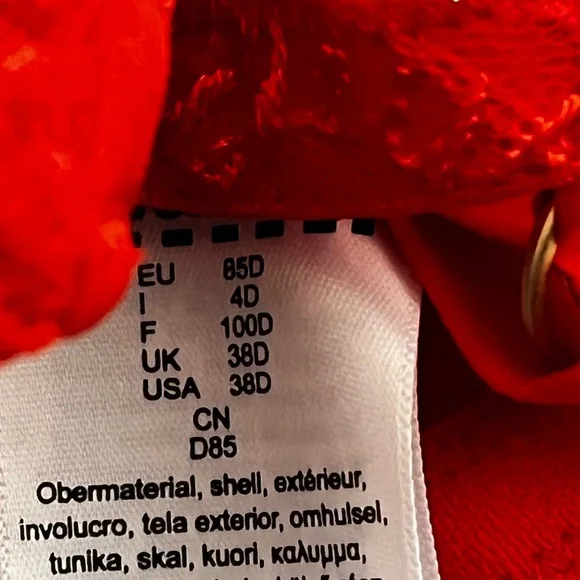 EU 85D
I 4D
F 100D
UK 38D
USA 38D
CN
D85
Obermaterial, shell, extérieur,
involucro, tela exterior, omhulsel,
tunika, skal, kuori, καλυμμα,